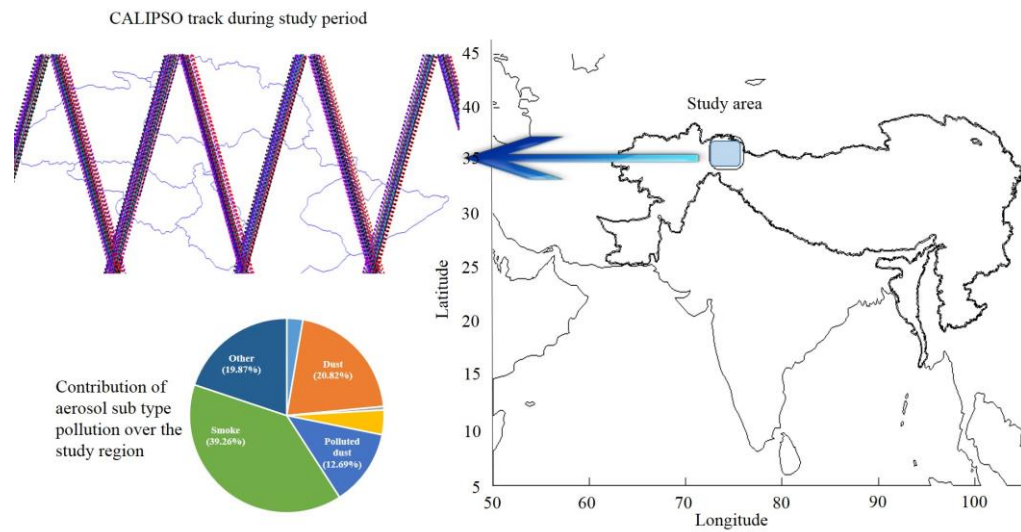 CALIPSO track during study period
Contribution of
aerosol sub type
pollution over the
study region
Other
(19.87%)
Dust
(20.82%)
Smoke
(39.26%)
Polluted
dust
(12.69%)
Study area
Latitude
45
40
35
30
25
20
15
10
5
50
60
70
80
90
100
Longitude